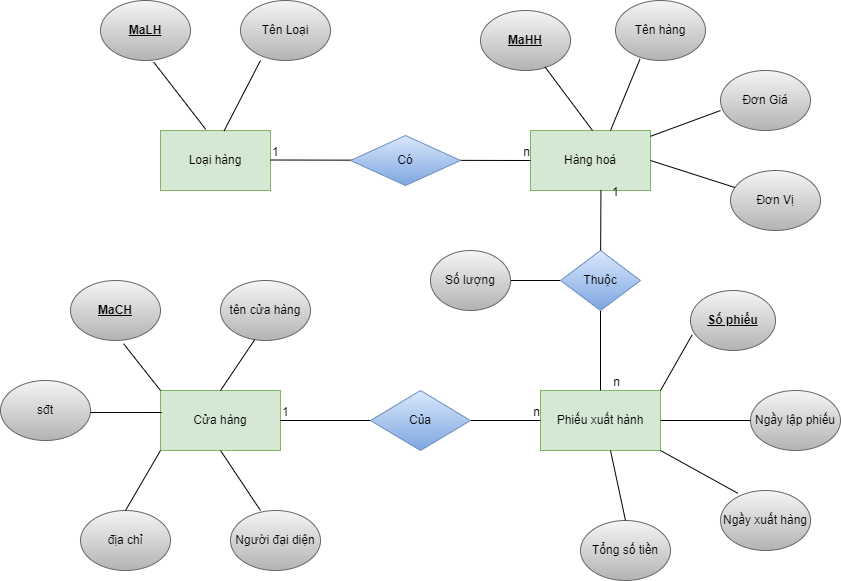 MaLH
Tên Loại
MaHH
Tên hàng
Đơn Giá
Loại hàng
1
Có
n
Hàng hoá
1
Đơn Vị
Số lượng
Thuộc
MaCH
tên cửa hàng
Số phiếu
n
sđt
Cửa hàng
1
Của
n
Phiếu xuất hành
Ngầy lập phiếu
địa chỉ
Người đại diện
Tổng số tiền
Ngầy xuất hàng